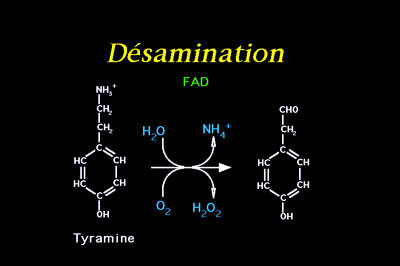 Désamination
FAD
NH3+
CH2
CH2
C
HC CH
HC CH
C
OH
Tyramine
H2O NH4+
O2 H2O2
CHO
CH2
C
HC CH
HC CH
C
OH